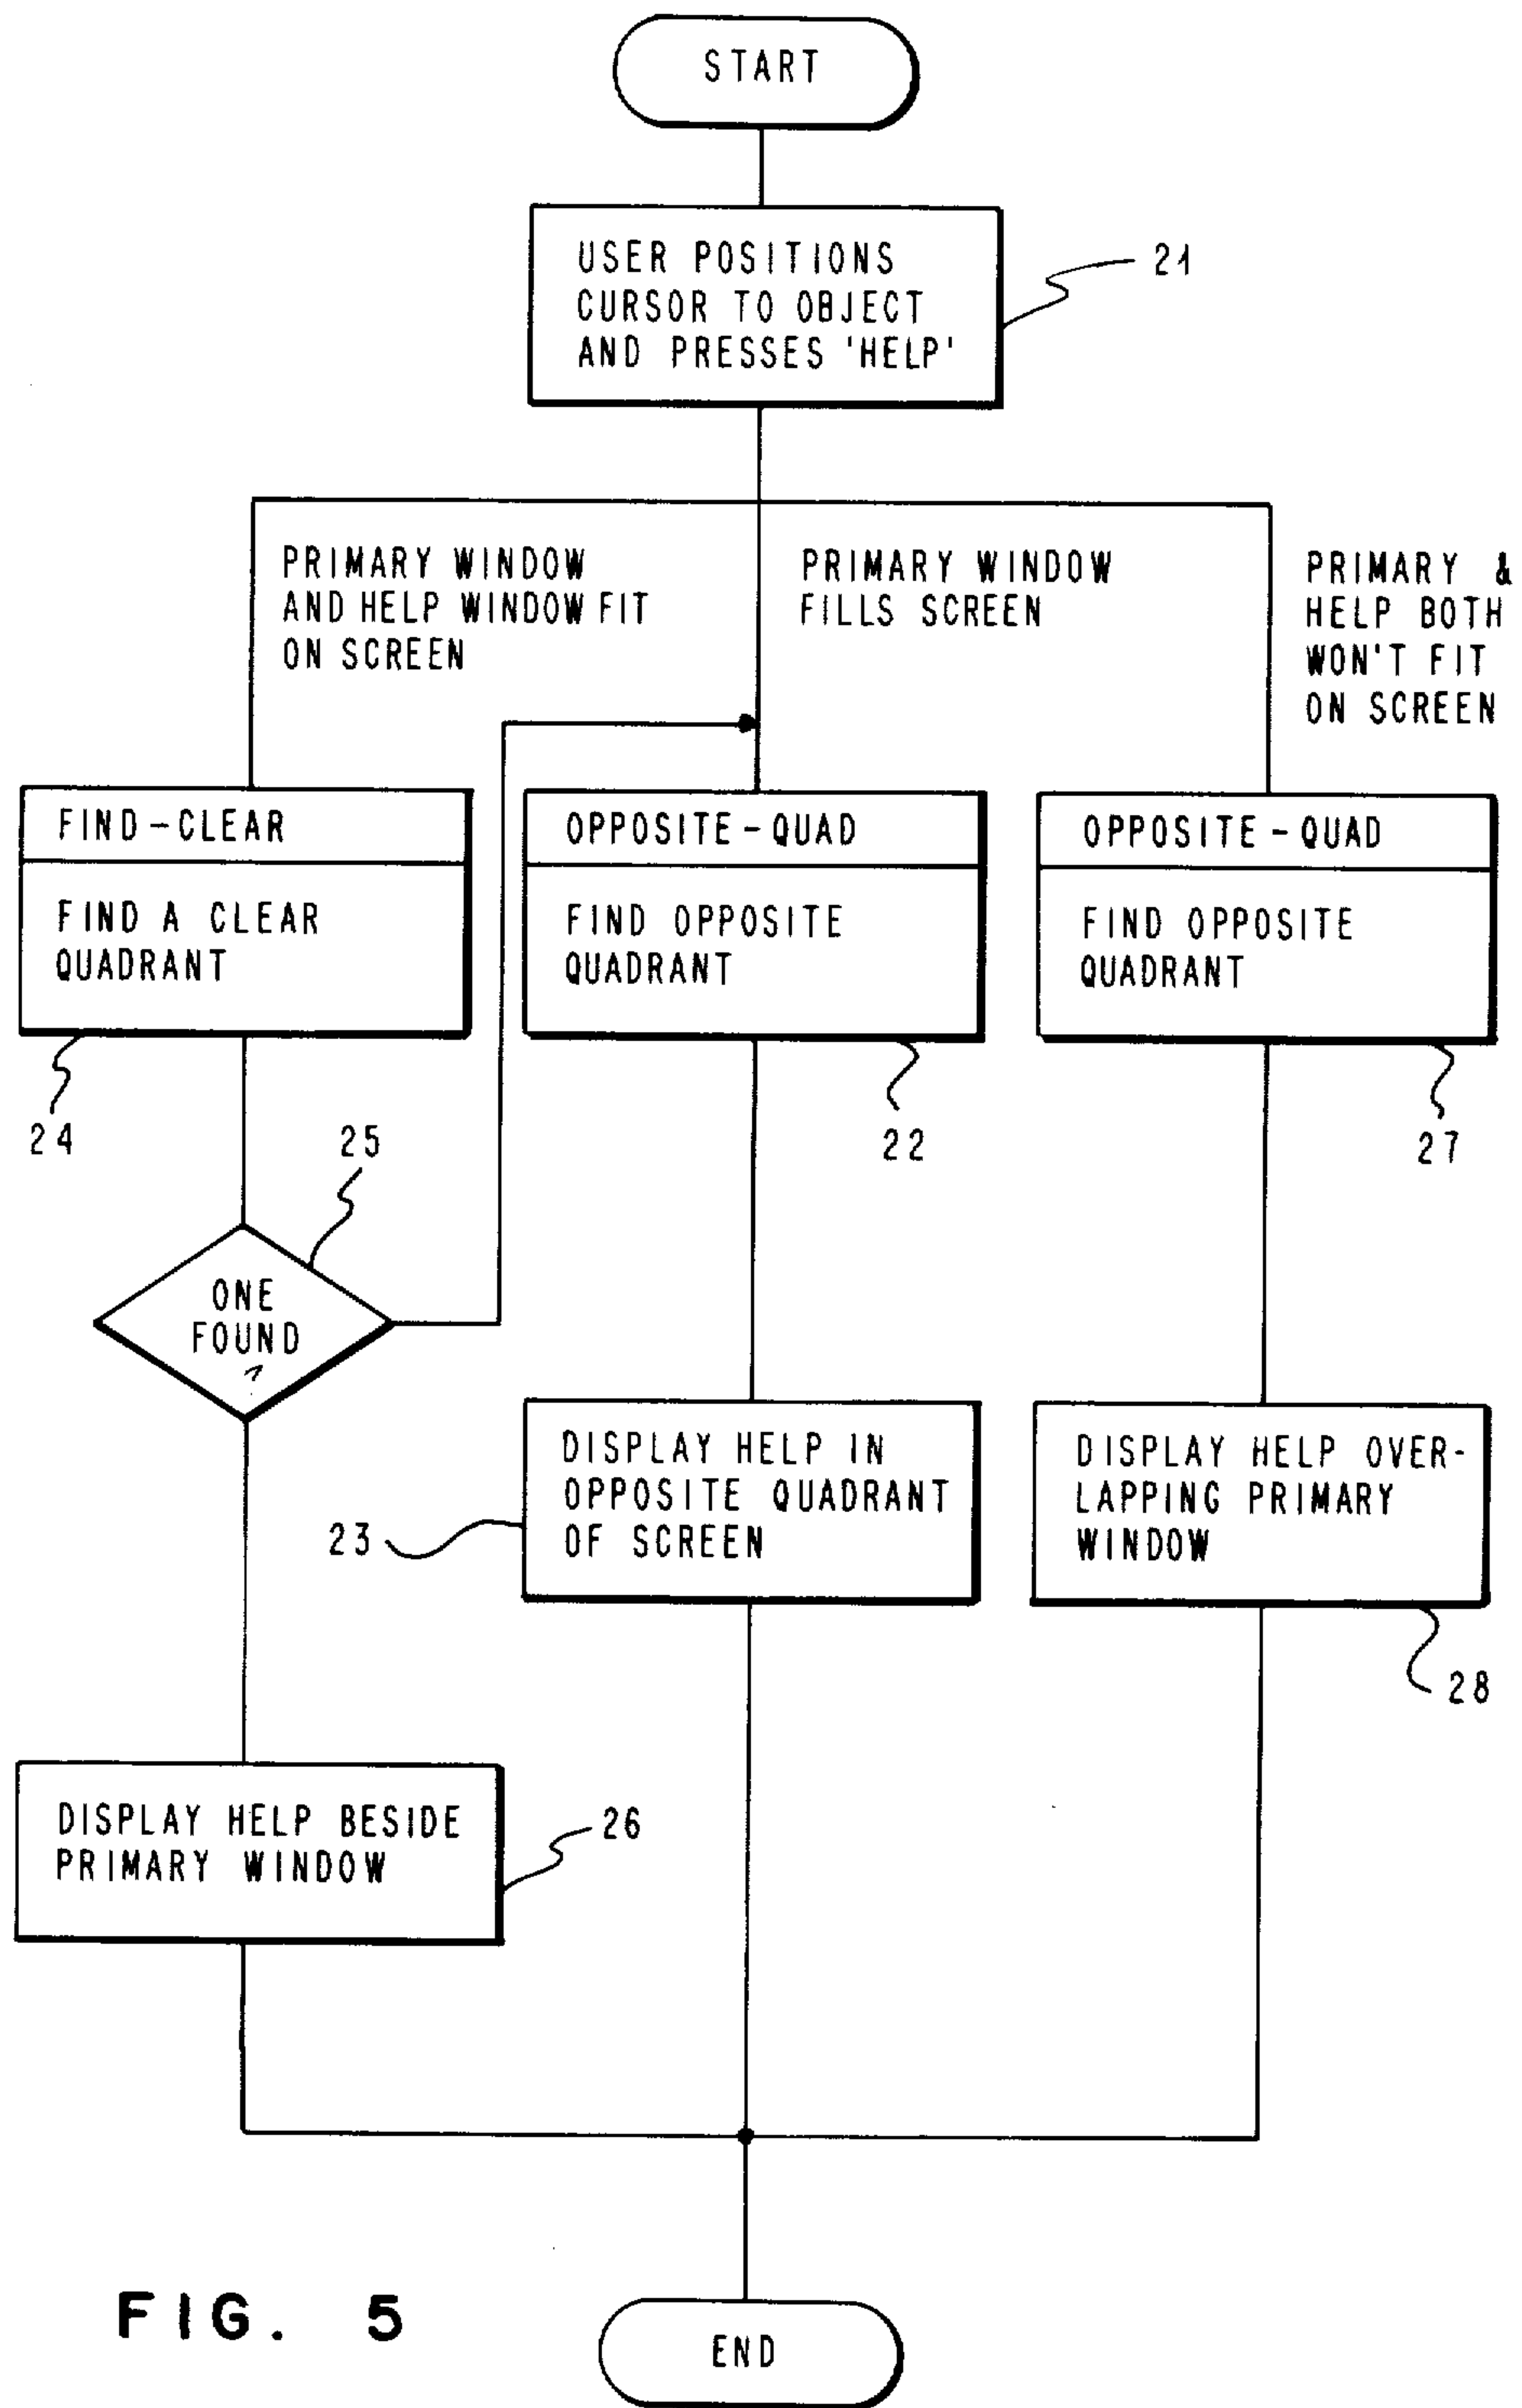 START
USER POSITIONS
CURSOR TO OBJECT
AND PRESSES 'HELP'
21
PRIMARY WINDOW
AND HELP WINDOW FIT
ON SCREEN
PRIMARY WINDOW
FILLS SCREEN
PRIMARY &
HELP BOTH
WON'T FIT
ON SCREEN
FIND-CLEAR
FIND A CLEAR
QUADRANT
24
OPPOSITE-QUAD
FIND OPPOSITE
QUADRANT
22
OPPOSITE-QUAD
FIND OPPOSITE
QUADRANT
27
25
ONE
FOUND
?
DISPLAY HELP IN
OPPOSITE QUADRANT
OF SCREEN
23
DISPLAY HELP OVER-
LAPPING PRIMARY
WINDOW
28
DISPLAY HELP BESIDE
PRIMARY WINDOW
26
FIG. 5
END